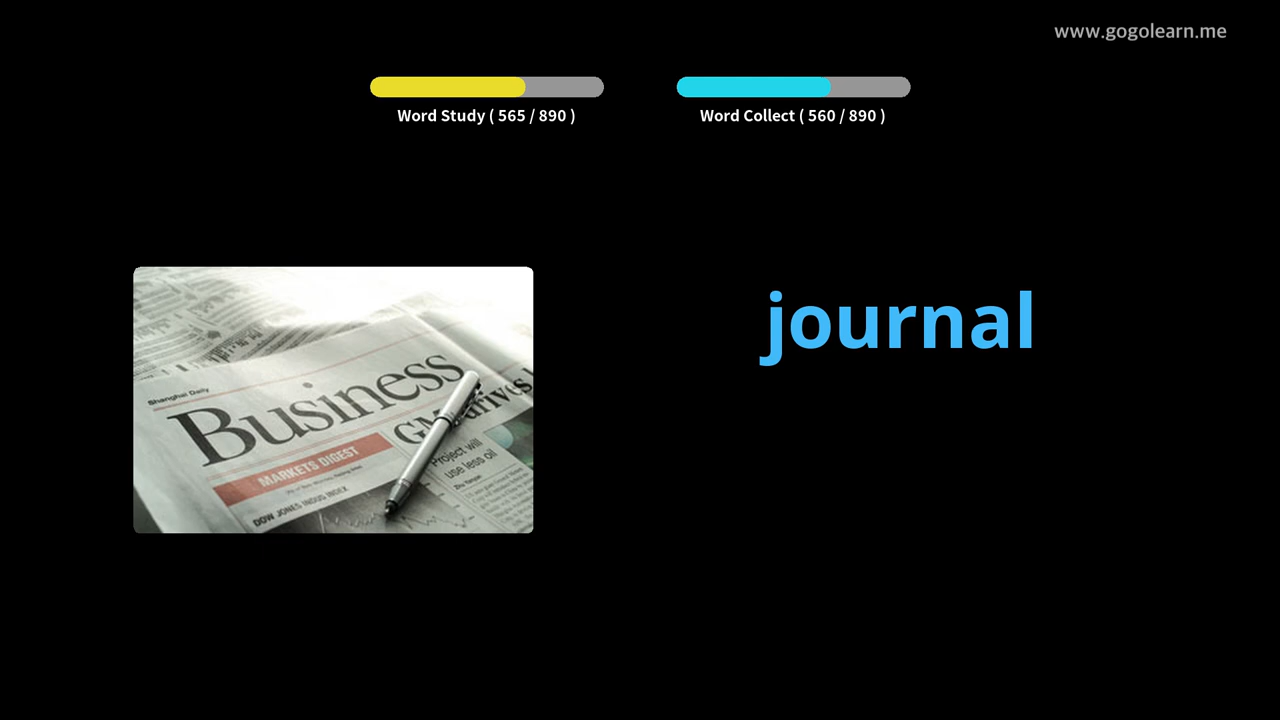 www.gogolearn.me
Word Study ( 565 / 890 )
Word Collect ( 560 / 890 )
journal
Shanghai Daily
Business
MARKETS DIGEST
DOW JONES INDUS INDEX
GM drives
Project will
use less oil